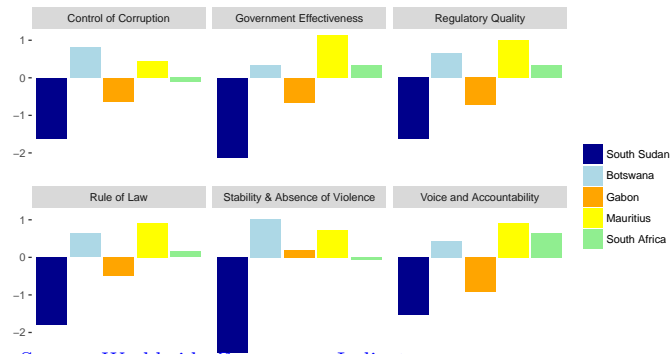 Control of Corruption
Government Effectiveness
Regulatory Quality
1
0
−1
−2
South Sudan
Botswana
Gabon
Mauritius
South Africa
Rule of Law
Stability & Absence of Violence
Voice and Accountability
1
0
−1
−2